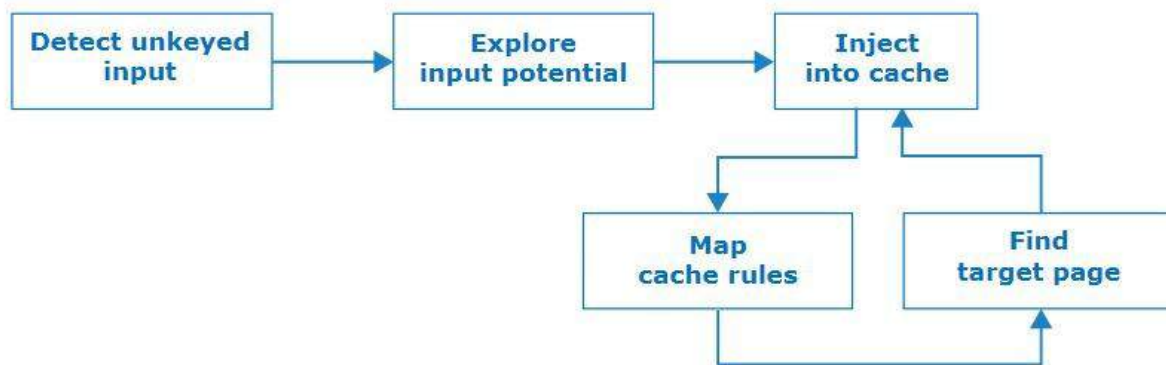 Detect unkeyed
input
Explore
input potential
Inject
into cache
Map
cache rules
Find
target page